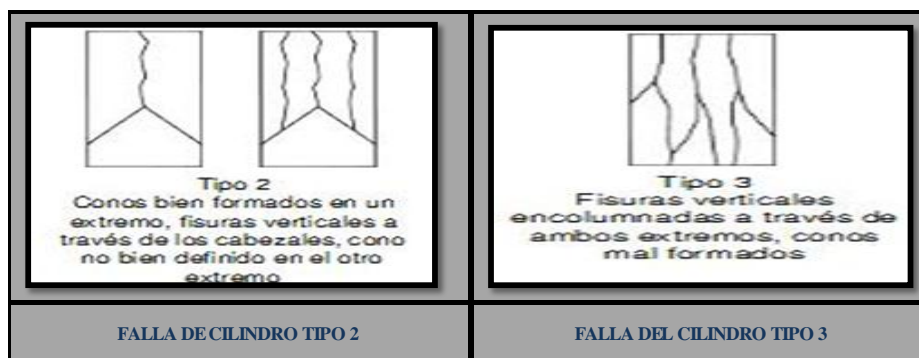 Tipo 2
Conos bien formados en un
extremo, fisuras verticales a
través de los cabezales, cono
no bien definido en el otro
extremo
Tipo 3
Fisuras verticales
encolumnadas a través de
ambos extremos, conos
mal formados
FALLA DE CILINDRO TIPO 2
FALLA DEL CILINDRO TIPO 3